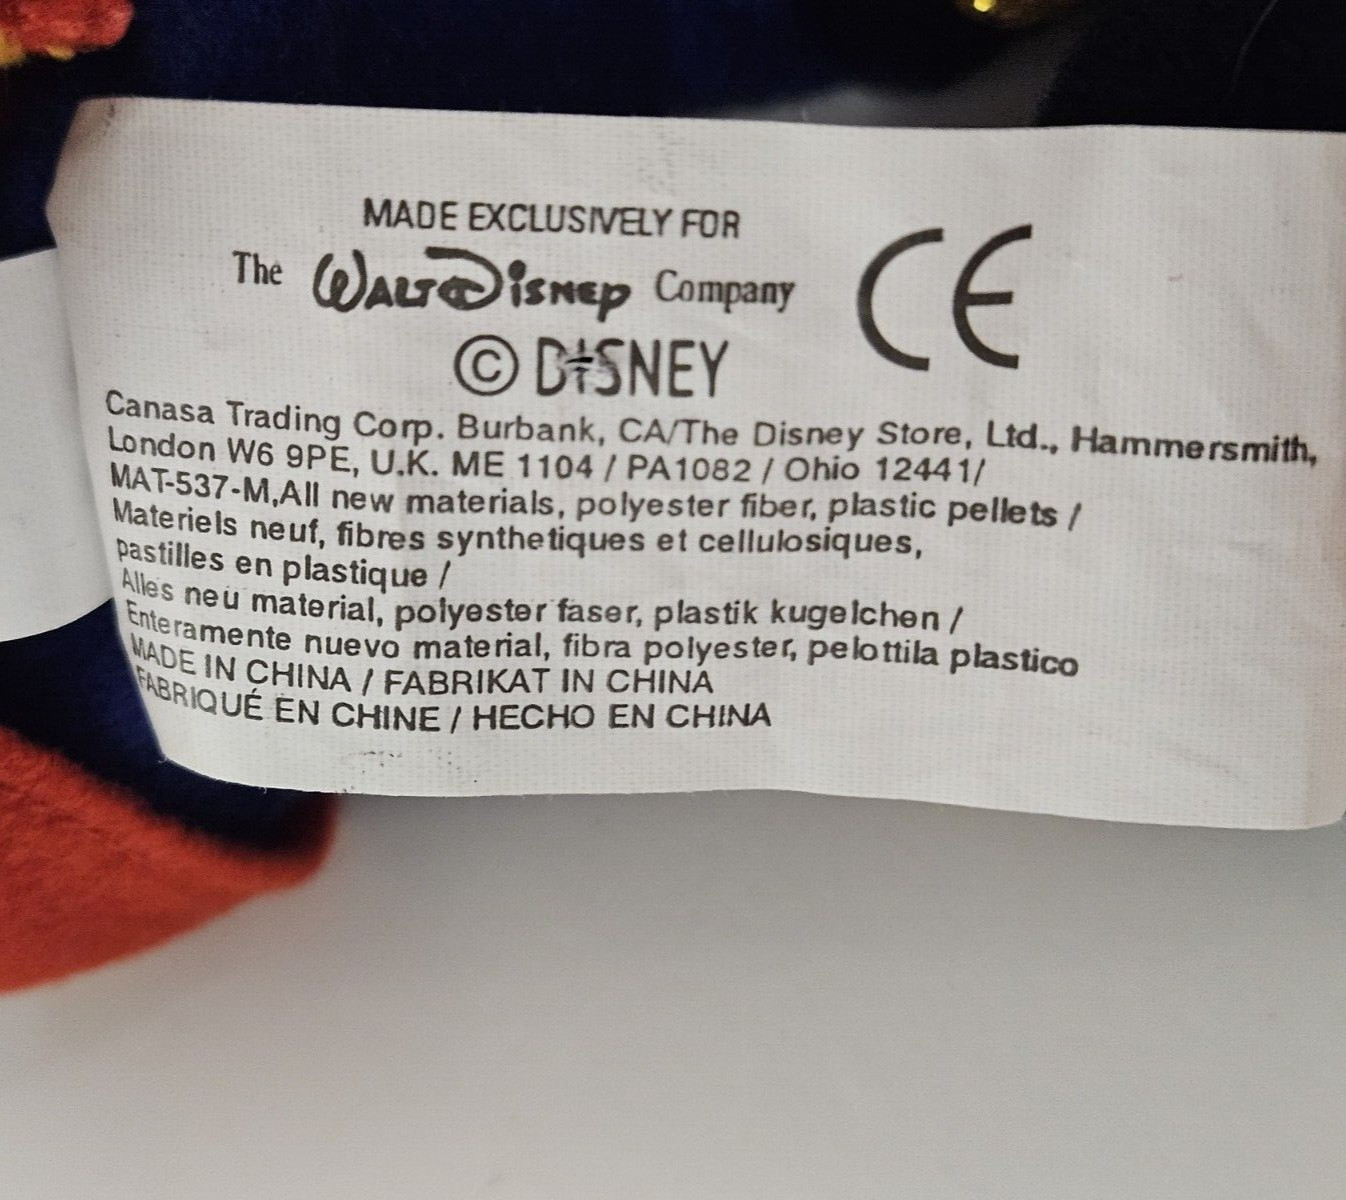 MADE EXCLUSIVELY FOR
The WALT DISNEY Company
CE
© DISNEY
Canasa Trading Corp. Burbank, CA/The Disney Store, Ltd., Hammersmith,
London W6 9PE, U.K. ME 1104 / PA1082 / Ohio 12441/
MAT-537-M,All new materials, polyester fiber, plastic pellets /
Materiels neuf, fibres synthetiques et cellulosiques,
pastilles en plastique /
Alles neu material, polyester faser, plastik kugelchen /
Enteramente nuevo material, fibra polyester, pelottila plastico
MADE IN CHINA / FABRIKAT IN CHINA
FABRIQUÉ EN CHINE / HECHO EN CHINA